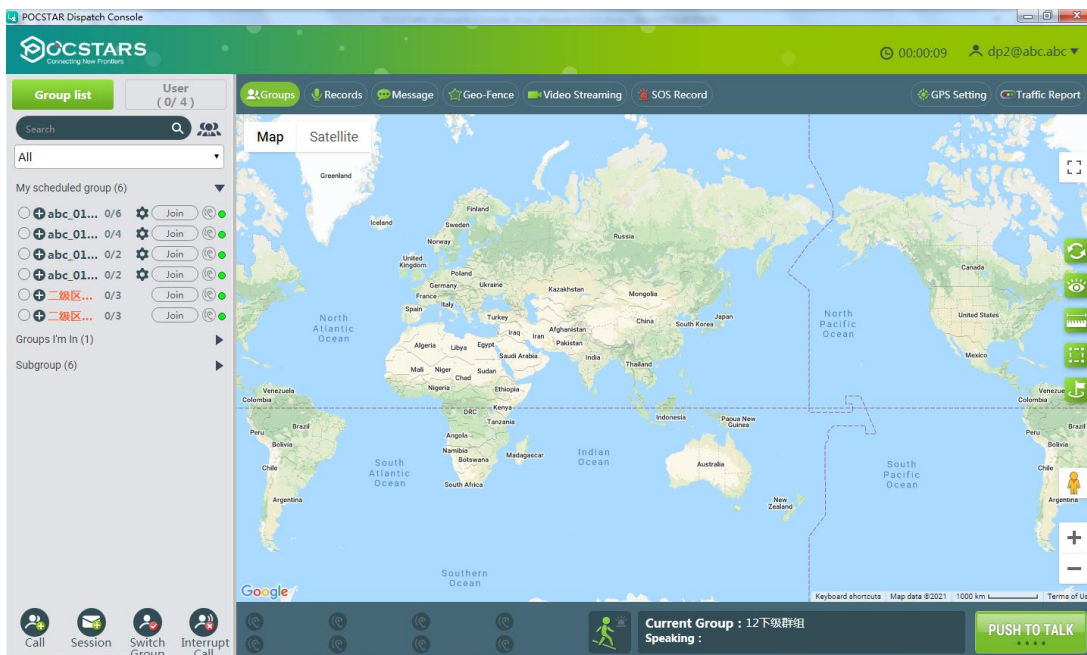 POCSTAR Dispatch Console
POCSTARS
Connecting New Frontiers
00:00:09
dp2@abc.abc
Group list
User
( 0/ 4 )
Groups
Records
Message
Geo-Fence
Video Streaming
SOS Record
GPS Setting
Traffic Report
Search
All
My scheduled group (6)
abc_01... 0/6 Join
abc_01... 0/4 Join
abc_01... 0/2 Join
abc_01... 0/2 Join
二级区... 0/3 Join
二级区... 0/3 Join
Groups I'm In (1)
Subgroup (6)
Map
Satellite
Greenland
Iceland
Finland
Sweden
Norway
Russia
United
Kingdom
Poland
Germany
Ukraine
France
Italy
Spain
Kazakhstan
Mongolia
Turkey
China
South Korea
Japan
North
Atlantic
Ocean
Iraq
Iran
Afghanistan
Pakistan
Algeria
Libya
Egypt
Saudi Arabia
India
Thailand
Mali
Niger
Chad
Sudan
Nigeria
Ethiopia
DRC
Kenya
Tanzania
Indonesia
Papua New
Guinea
Angola
Namibia
Botswana
Madagascar
South Africa
Indian
Ocean
Australia
New
Zealand
South
Atlantic
Ocean
Southern
Ocean
Venezuela
Colombia
Brazil
Peru
Bolivia
Chile
Argentina
North
Pacific
Ocean
Canada
United States
Mexico
Venezue
Colombia
Brazil
Peru
Bolivia
South
Pacific
Ocean
Chile
Argentina
Google
Keyboard shortcuts
Map data ©2021
1000 km
Terms of Us
Call
Session
Switch
Group
Interrupt
Call
Current Group : 12下级群组
Speaking :
PUSH TO TALK